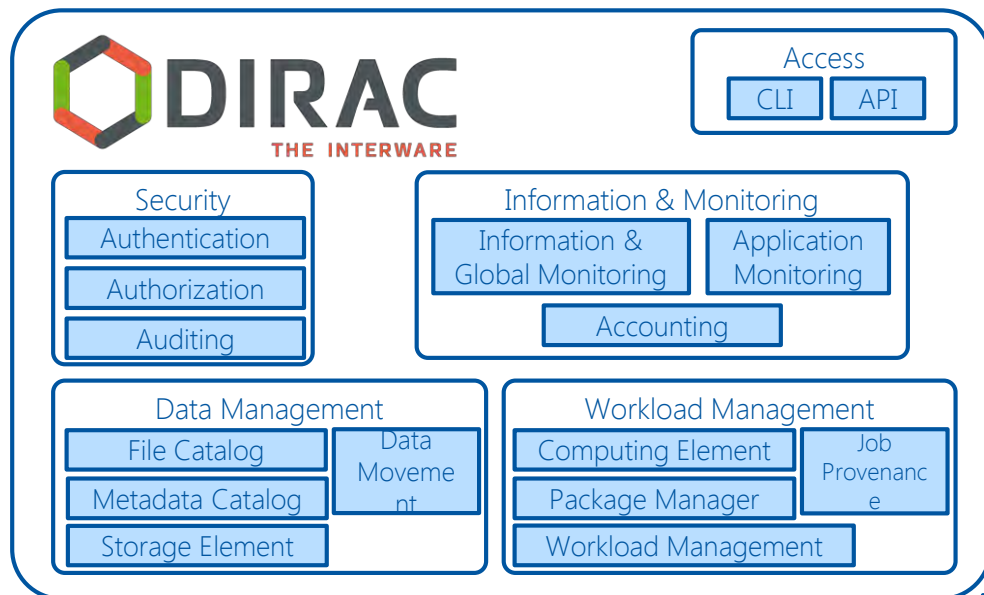 DIRAC
THE INTERWARE
Access
CLI
API
Security
Authentication
Authorization
Auditing
Information & Monitoring
Information &
Global Monitoring
Application
Monitoring
Accounting
Data Management
File Catalog
Metadata Catalog
Storage Element
Data
Moveme
nt
Workload Management
Computing Element
Package Manager
Workload Management
Job
Provenanc
e